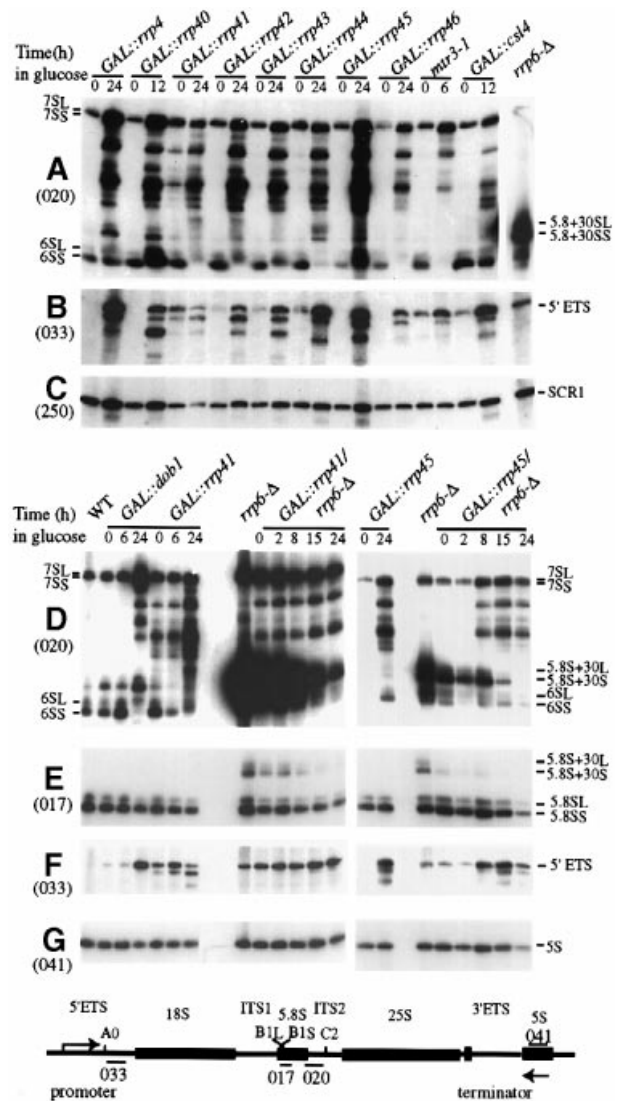 GAL::rrp4 GAL::rrp40 GAL::rrp41 GAL::rrp42 GAL::rrp43 GAL::rrp44 GAL::rrp45 GAL::rrp46 mtr3-1 GAL::csl4 rrp6-Δ
Time(h)
in glucose 0 24 0 12 0 24 0 24 0 24 0 24 0 24 0 24 0 6 0 12
7SL
7SS
A
(020)
5.8+30SL
5.8+30SS
6SL
6SS
B
(033)
5' ETS
C
(250)
SCR1
WT GAL::dob1 GAL::rrp41 rrp6-Δ GAL::rrp41/ rrp6-Δ GAL::rrp45 rrp6-Δ GAL::rrp45/ rrp6-Δ
Time (h)
in glucose 0 6 24 0 6 24 0 2 8 15 24 0 24 0 2 8 15 24
7SL
7SS
7SL
7SS
D
(020)
5.8S+30L
5.8S+30S
6SL
6SS
6SL
6SS
E
(017)
5.8S+30L
5.8S+30S
5.8SL
5.8SS
F
(033)
5' ETS
G
(041)
5S
5'ETS 18S ITS1 5.8S ITS2 25S 3'ETS 5S
A0 B1L B1S C2 041
033 017 020
promoter terminator